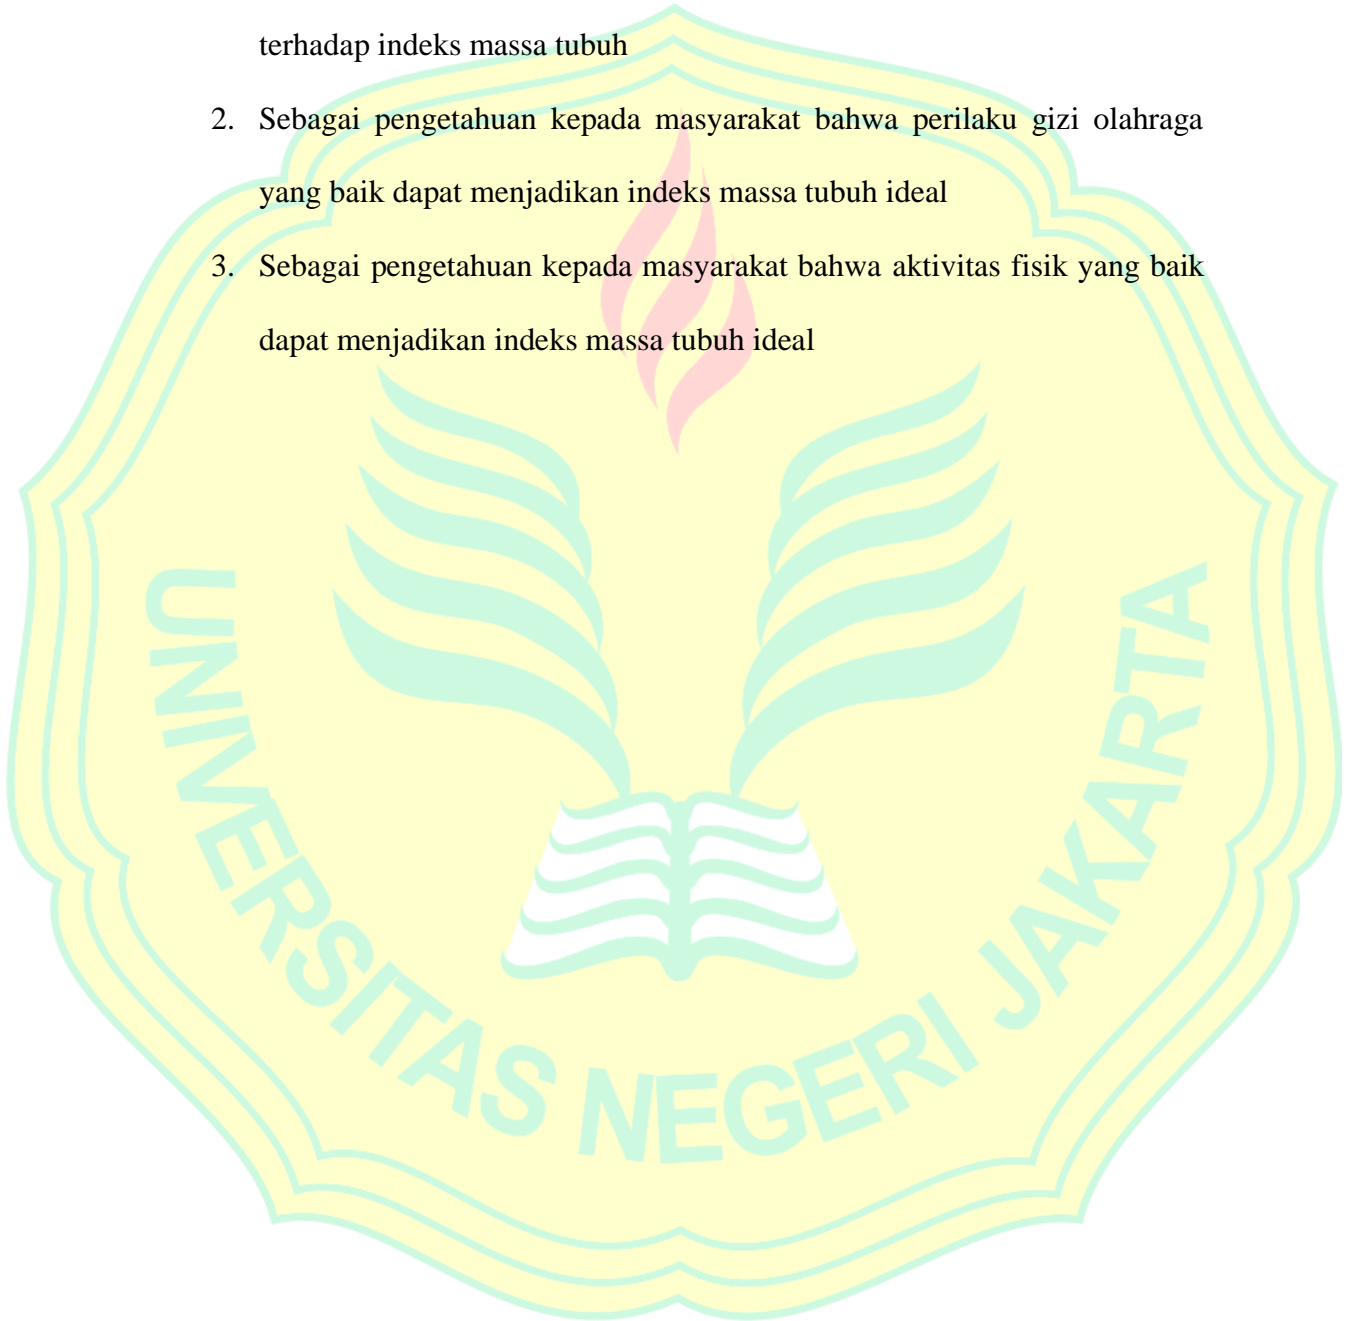 terhadap indeks massa tubuh
2. Sebagai pengetahuan kepada masyarakat bahwa perilaku gizi olahraga
yang baik dapat menjadikan indeks massa tubuh ideal
3. Sebagai pengetahuan kepada masyarakat bahwa aktivitas fisik yang baik
dapat menjadikan indeks massa tubuh ideal
UNIVERSITAS NEGERI JAKARTA